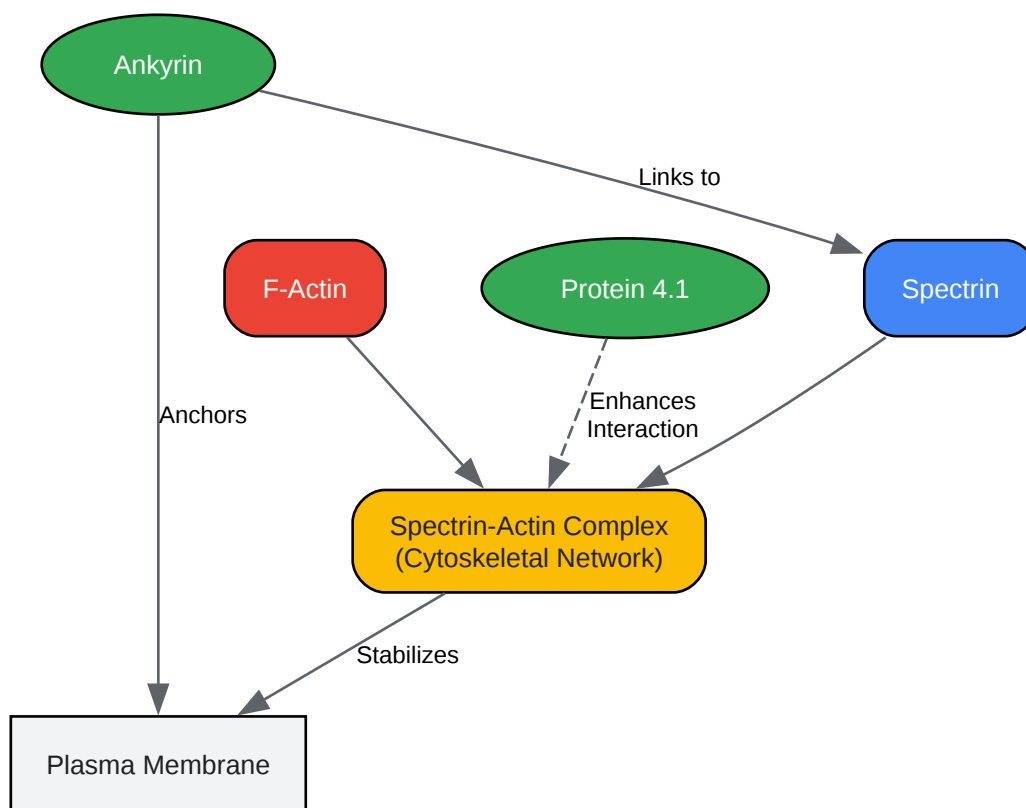 Ankyrin
Links to
F-Actin
Protein 4.1
Spectrin
Anchors
Enhances
Interaction
Spectrin-Actin Complex
(Cytoskeletal Network)
Stabilizes
Plasma Membrane